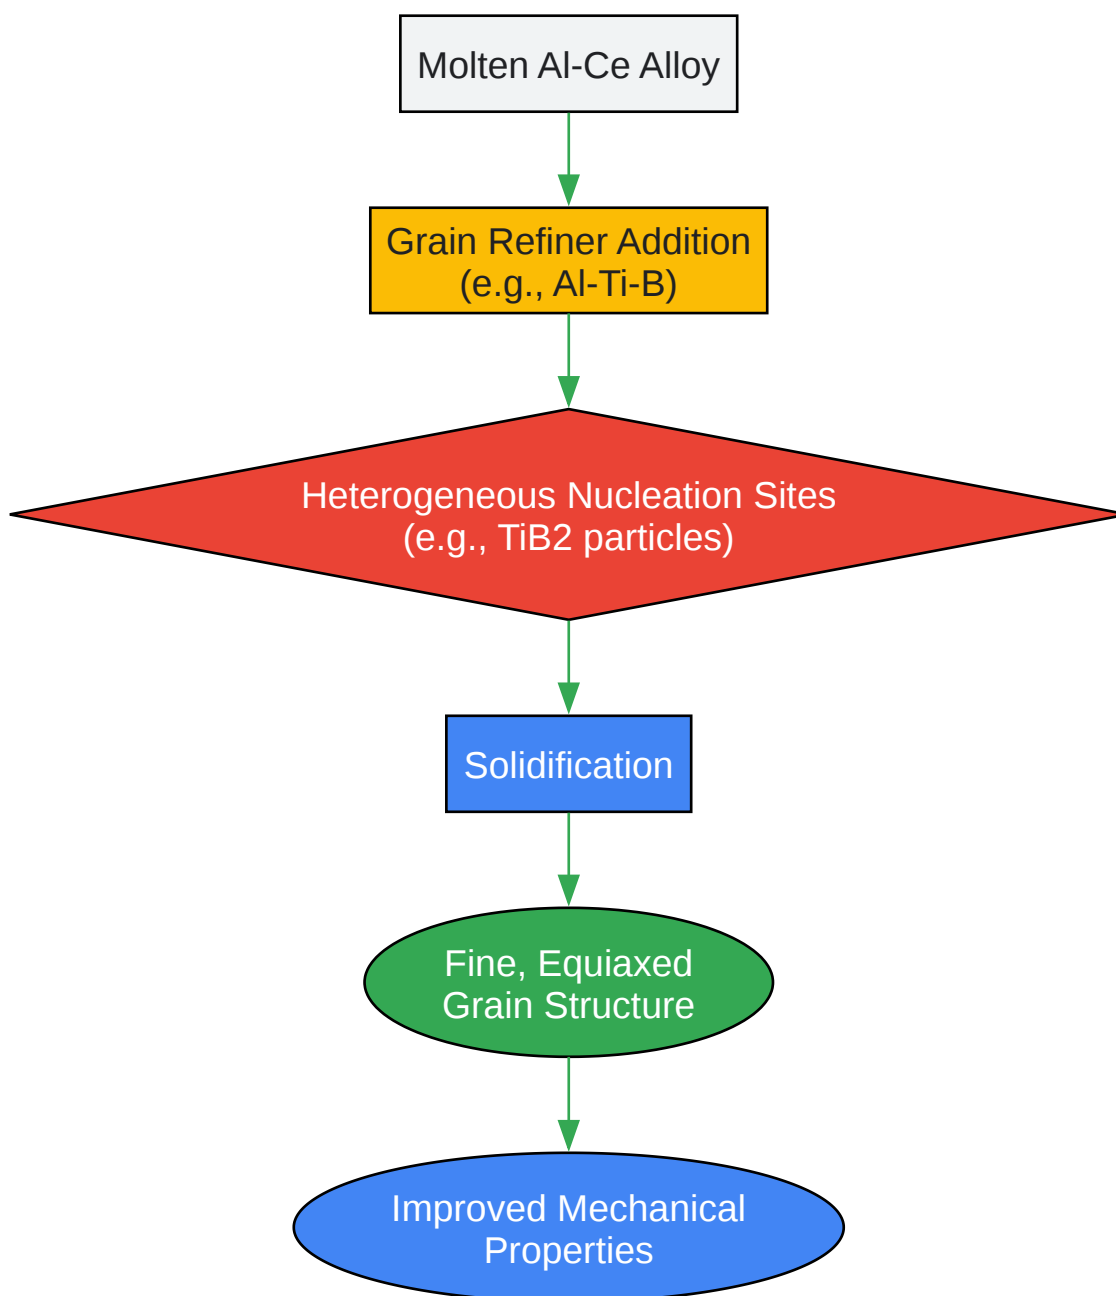 Molten Al-Ce Alloy
Grain Refiner Addition
(e.g., Al-Ti-B)
Heterogeneous Nucleation Sites
(e.g., TiB2 particles)
Solidification
Fine, Equiaxed
Grain Structure
Improved Mechanical
Properties